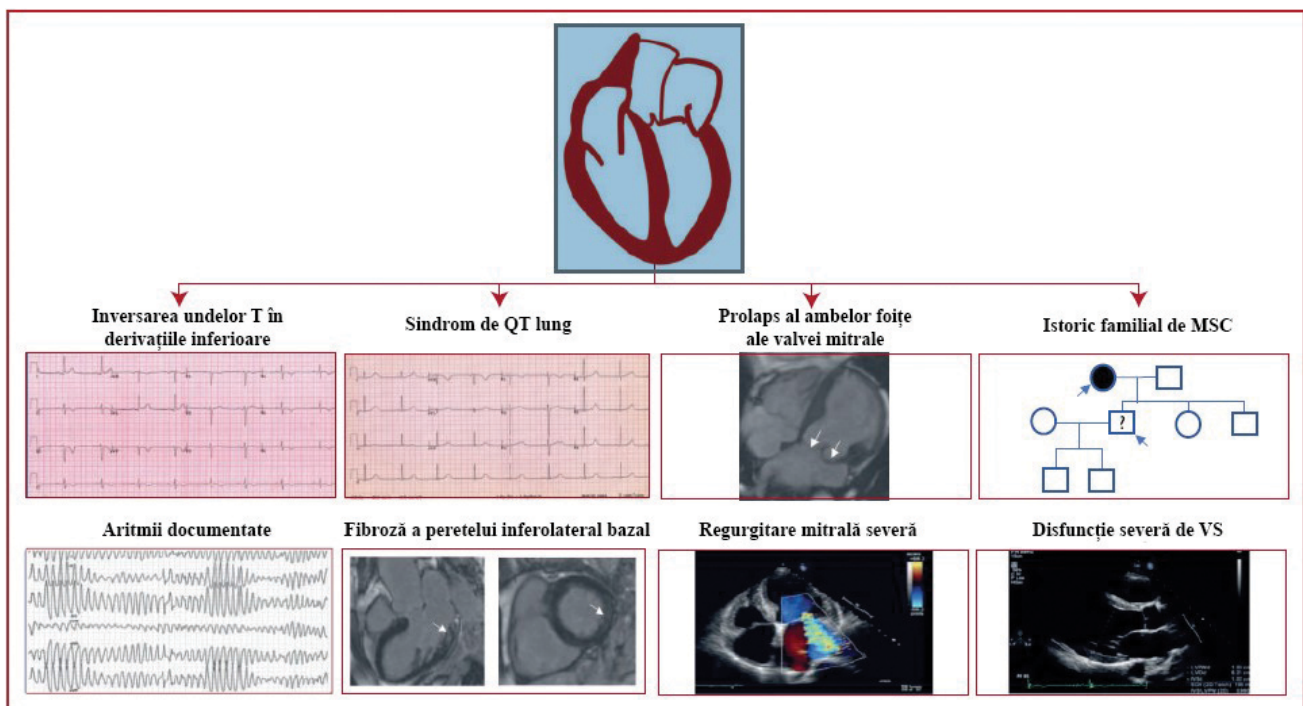 Inversarea undelor T în
derivațiile inferioare
Sindrom de QT lung
Prolaps al ambelor foițe
ale valvei mitrale
Istoric familial de MSC
?
Aritmii documentate
Fibroză a peretelui inferolateral bazal
Regurgitare mitrală severă
Disfuncție severă de VS